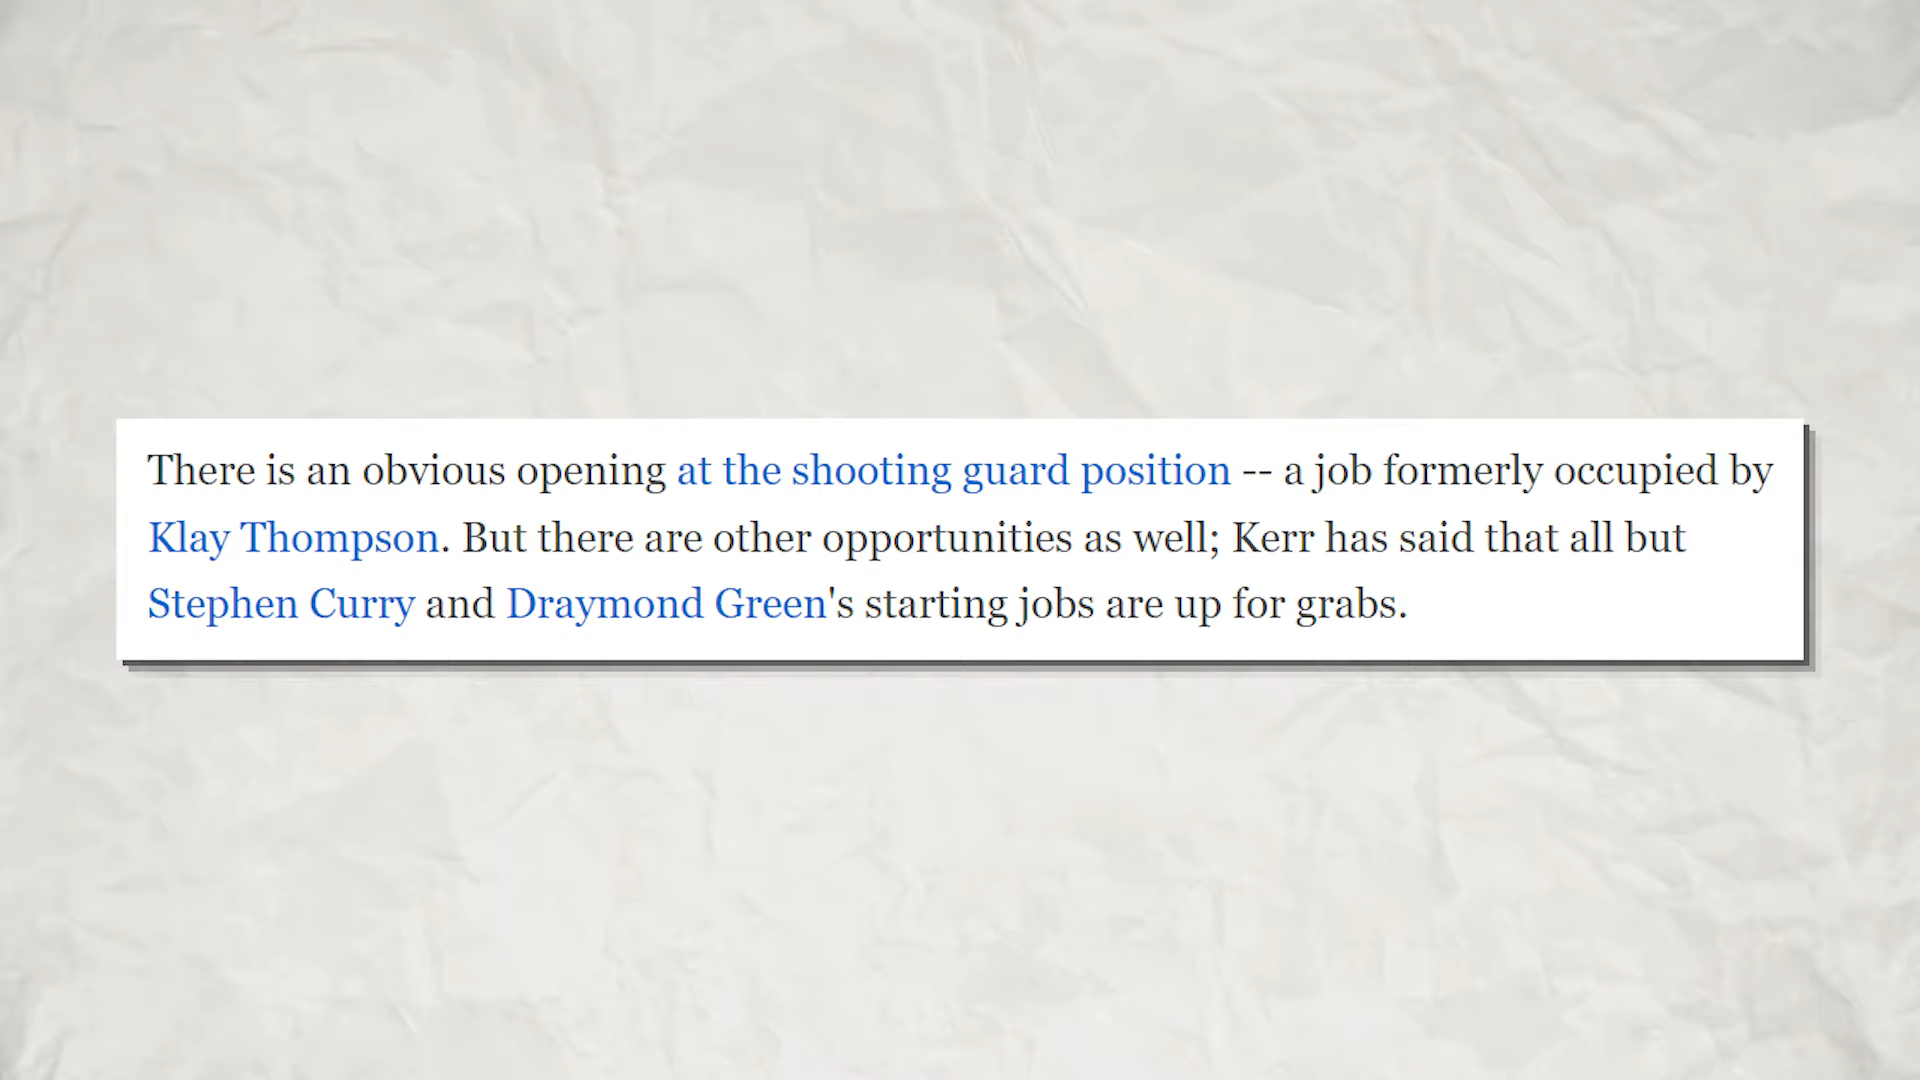 There is an obvious opening at the shooting guard position -- a job formerly occupied by
Klay Thompson. But there are other opportunities as well; Kerr has said that all but
Stephen Curry and Draymond Green's starting jobs are up for grabs.